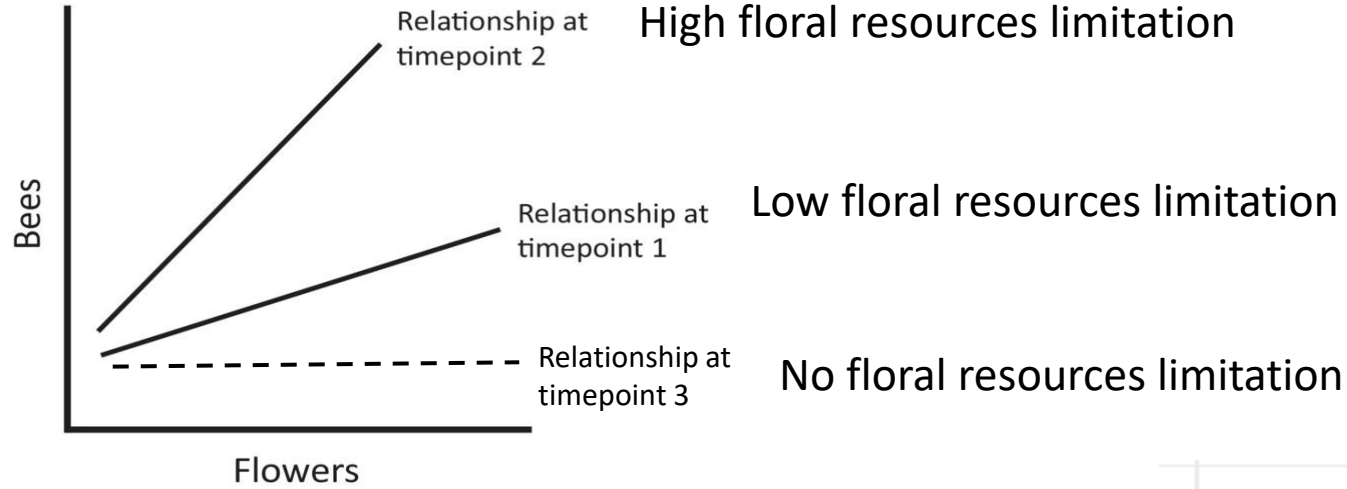 Relationship at
timepoint 2
High floral resources limitation
Bees
Relationship at
timepoint 1
Low floral resources limitation
Relationship at
timepoint 3
No floral resources limitation
Flowers